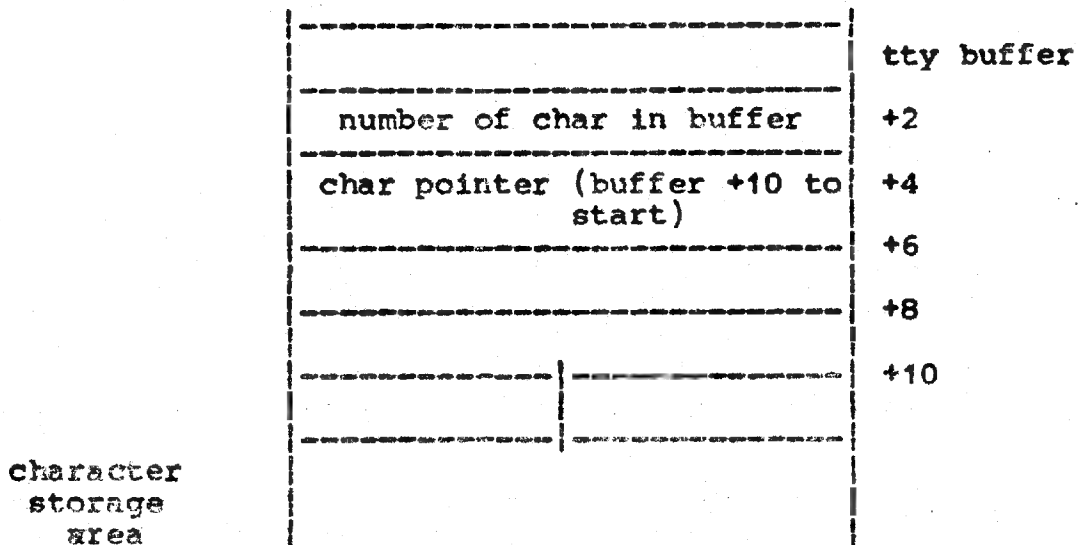 tty buffer
number of char in buffer +2
char pointer (buffer +10 to +4
start)
+6
+8
+10
character
storage
area